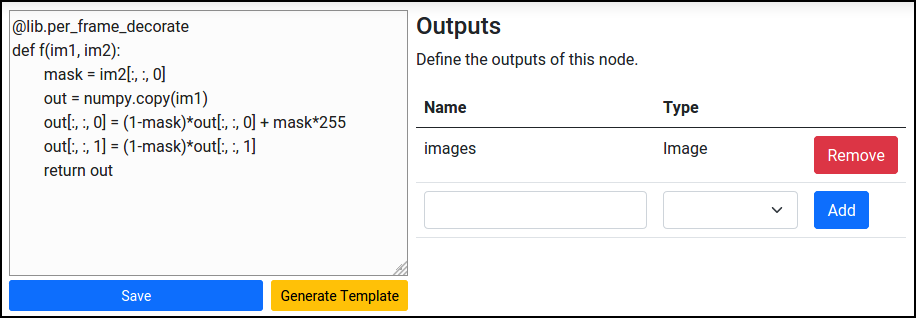 @lib.per_frame_decorate
def f(im1, im2):
mask = im2[:, :, 0]
out = numpy.copy(im1)
out[:, :, 0] = (1-mask)*out[:, :, 0] + mask*255
out[:, :, 1] = (1-mask)*out[:, :, 1]
return out
Save
Generate Template
Outputs
Define the outputs of this node.
Name Type
images Image Remove
Add